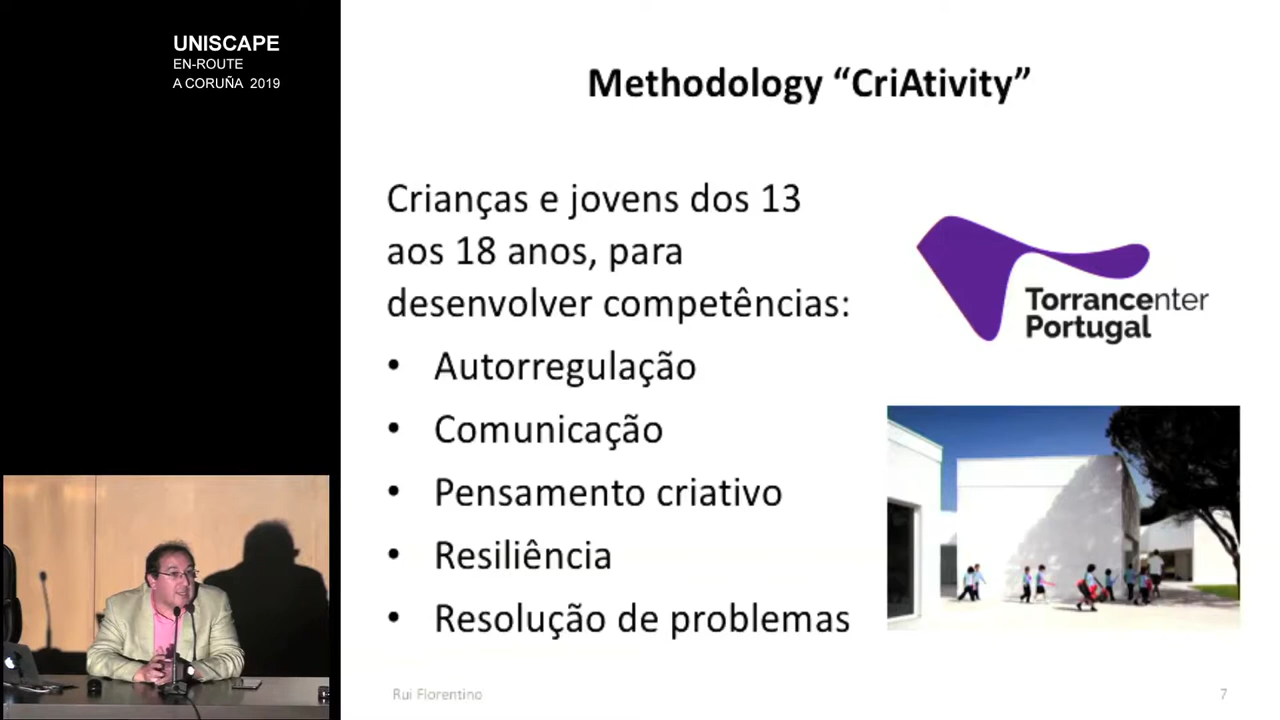 UNISCAPE
EN-ROUTE
A CORUÑA 2019
Methodology “CriAtivity”
Crianças e jovens dos 13
aos 18 anos, para
desenvolver competências:
• Autorregulação
• Comunicação
• Pensamento criativo
• Resiliência
• Resolução de problemas
Torrancenter
Portugal
Rui Florentino
7